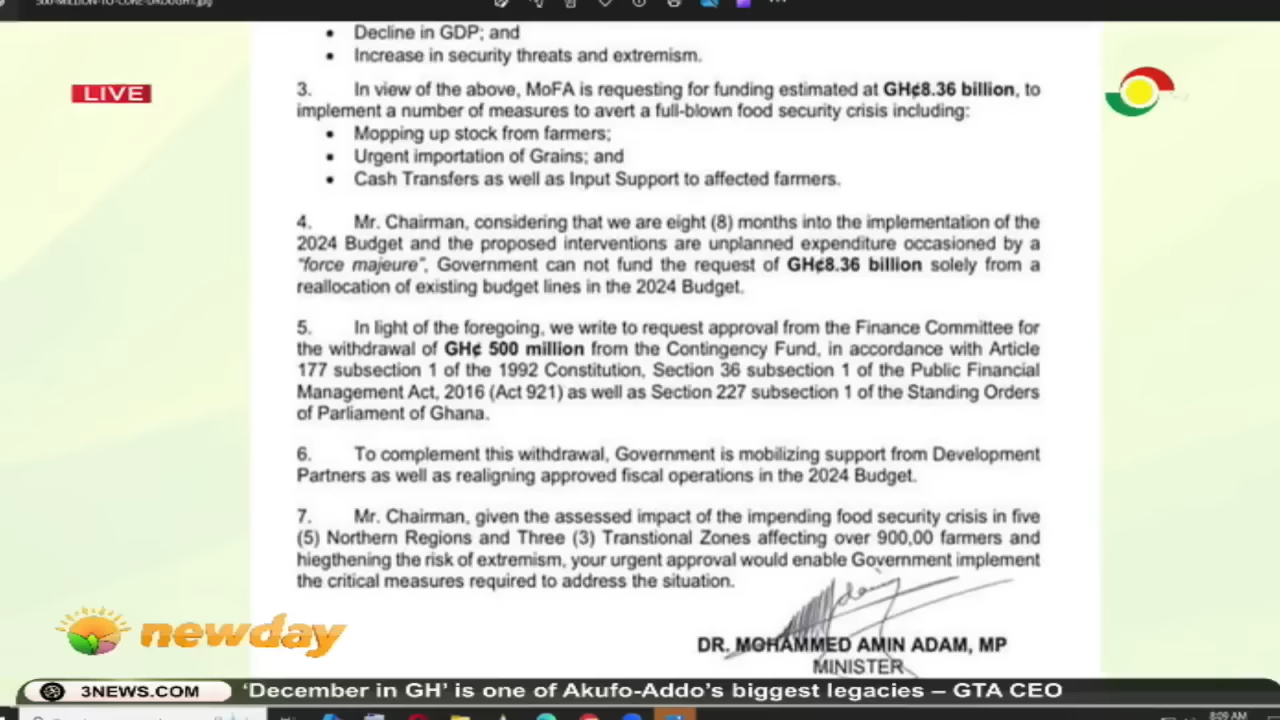 500-MILLION-TO-CURE-DROUGHT.jpg
• Decline in GDP; and
• Increase in security threats and extremism.
LIVE
3. In view of the above, MoFA is requesting for funding estimated at GH¢8.36 billion, to
implement a number of measures to avert a full-blown food security crisis including:
• Mopping up stock from farmers;
• Urgent importation of Grains; and
• Cash Transfers as well as Input Support to affected farmers.
4. Mr. Chairman, considering that we are eight (8) months into the implementation of the
2024 Budget and the proposed interventions are unplanned expenditure occasioned by a
“force majeure”, Government can not fund the request of GH¢8.36 billion solely from a
reallocation of existing budget lines in the 2024 Budget.
5. In light of the foregoing, we write to request approval from the Finance Committee for
the withdrawal of GH¢ 500 million from the Contingency Fund, in accordance with Article
177 subsection 1 of the 1992 Constitution, Section 36 subsection 1 of the Public Financial
Management Act, 2016 (Act 921) as well as Section 227 subsection 1 of the Standing Orders
of Parliament of Ghana.
6. To complement this withdrawal, Government is mobilizing support from Development
Partners as well as realigning approved fiscal operations in the 2024 Budget.
7. Mr. Chairman, given the assessed impact of the impending food security crisis in five
(5) Northern Regions and Three (3) Transtional Zones affecting over 900,00 farmers and
hiegthening the risk of extremism, your urgent approval would enable Government implement
the critical measures required to address the situation.
newday
DR. MOHAMMED AMIN ADAM, MP
MINISTER
3NEWS.COM ‘December in GH’ is one of Akufo-Addo’s biggest legacies – GTA CEO
8:09 AM